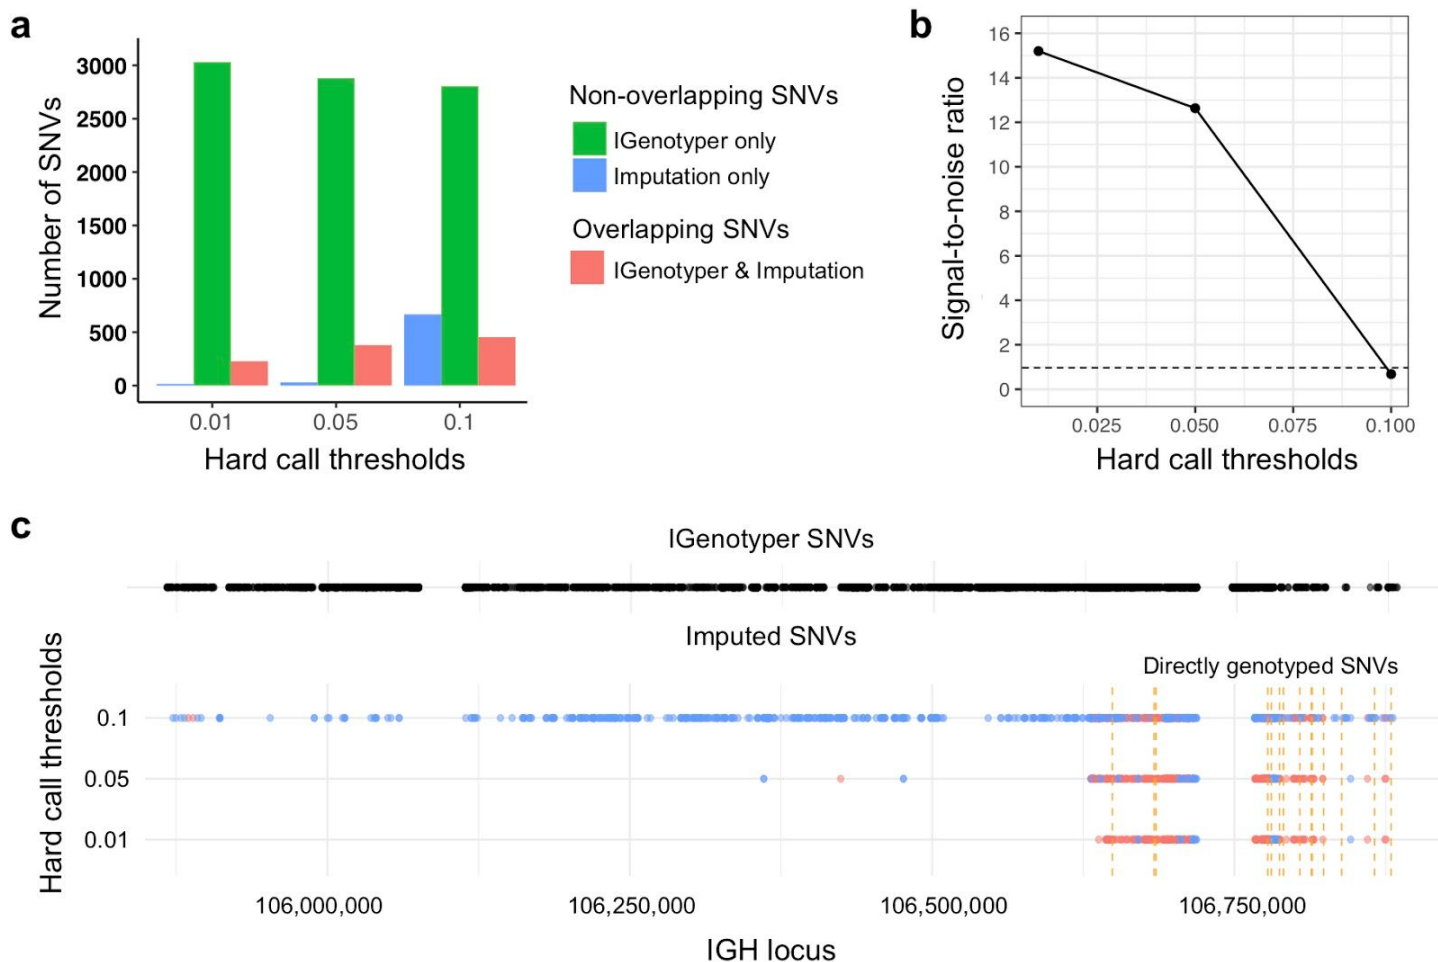 a
3000
2500
2000
1500
1000
500
0
Number of SNVs
0.01 0.05 0.1
Hard call thresholds
Non-overlapping SNVs
IGenotyper only
Imputation only
Overlapping SNVs
IGenotyper & Imputation
b
16
14
12
10
8
6
4
2
0
Signal-to-noise ratio
0.025 0.050 0.075 0.100
Hard call thresholds
c
IGenotyper SNVs
Imputed SNVs
Directly genotyped SNVs
Hard call thresholds
0.1
0.05
0.01
106,000,000 106,250,000 106,500,000 106,750,000
IGH locus